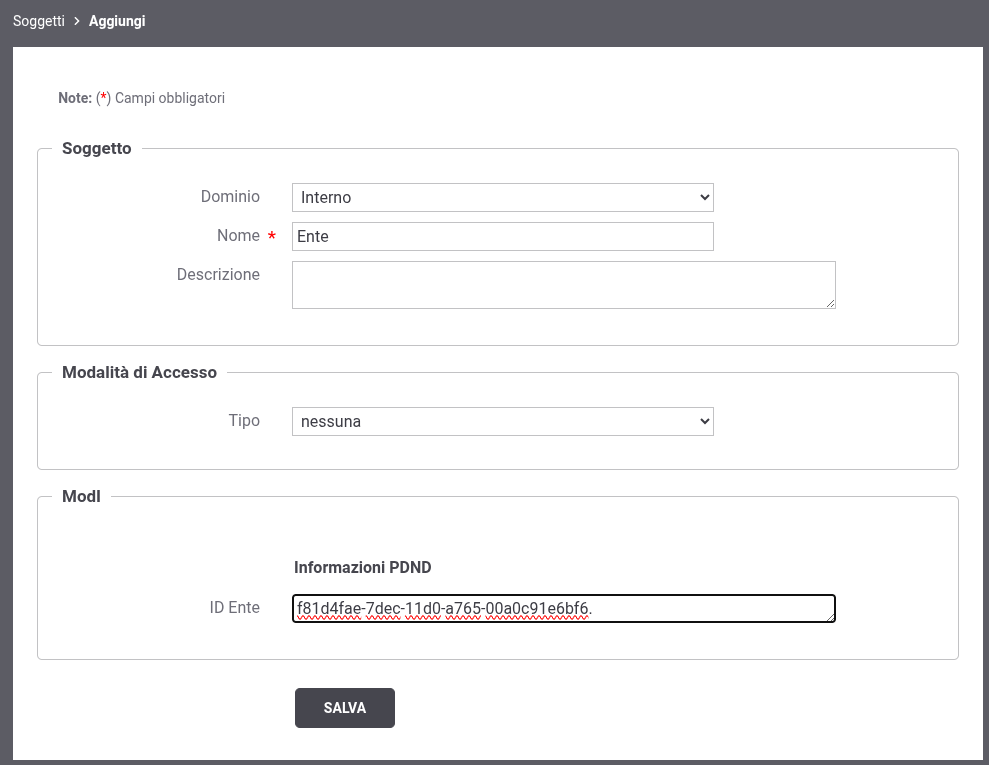 Soggetti > Aggiungi
Note: (*) Campi obbligatori
Soggetto
Dominio Interno
Nome * Ente
Descrizione
Modalità di Accesso
Tipo nessuna
ModI
Informazioni PDND
ID Ente f81d4fae-7dec-11d0-a765-00a0c91e6bf6.
SALVA